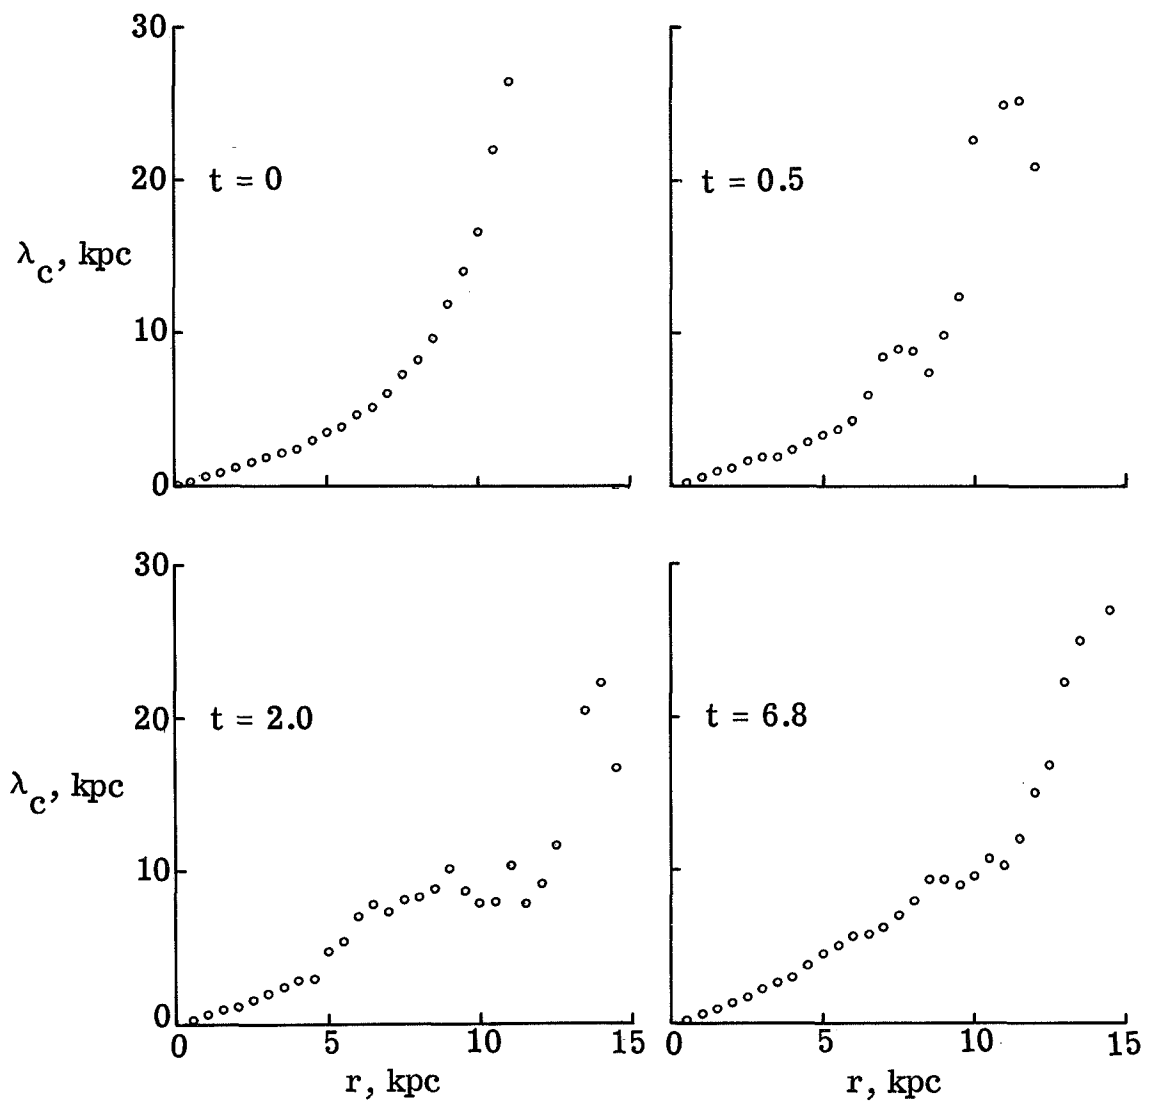 30
20
10
0
λc, kpc
t = 0
t = 0.5
30
20
10
0
λc, kpc
t = 2.0
t = 6.8
0 5 10 15
r, kpc
0 5 10 15
r, kpc